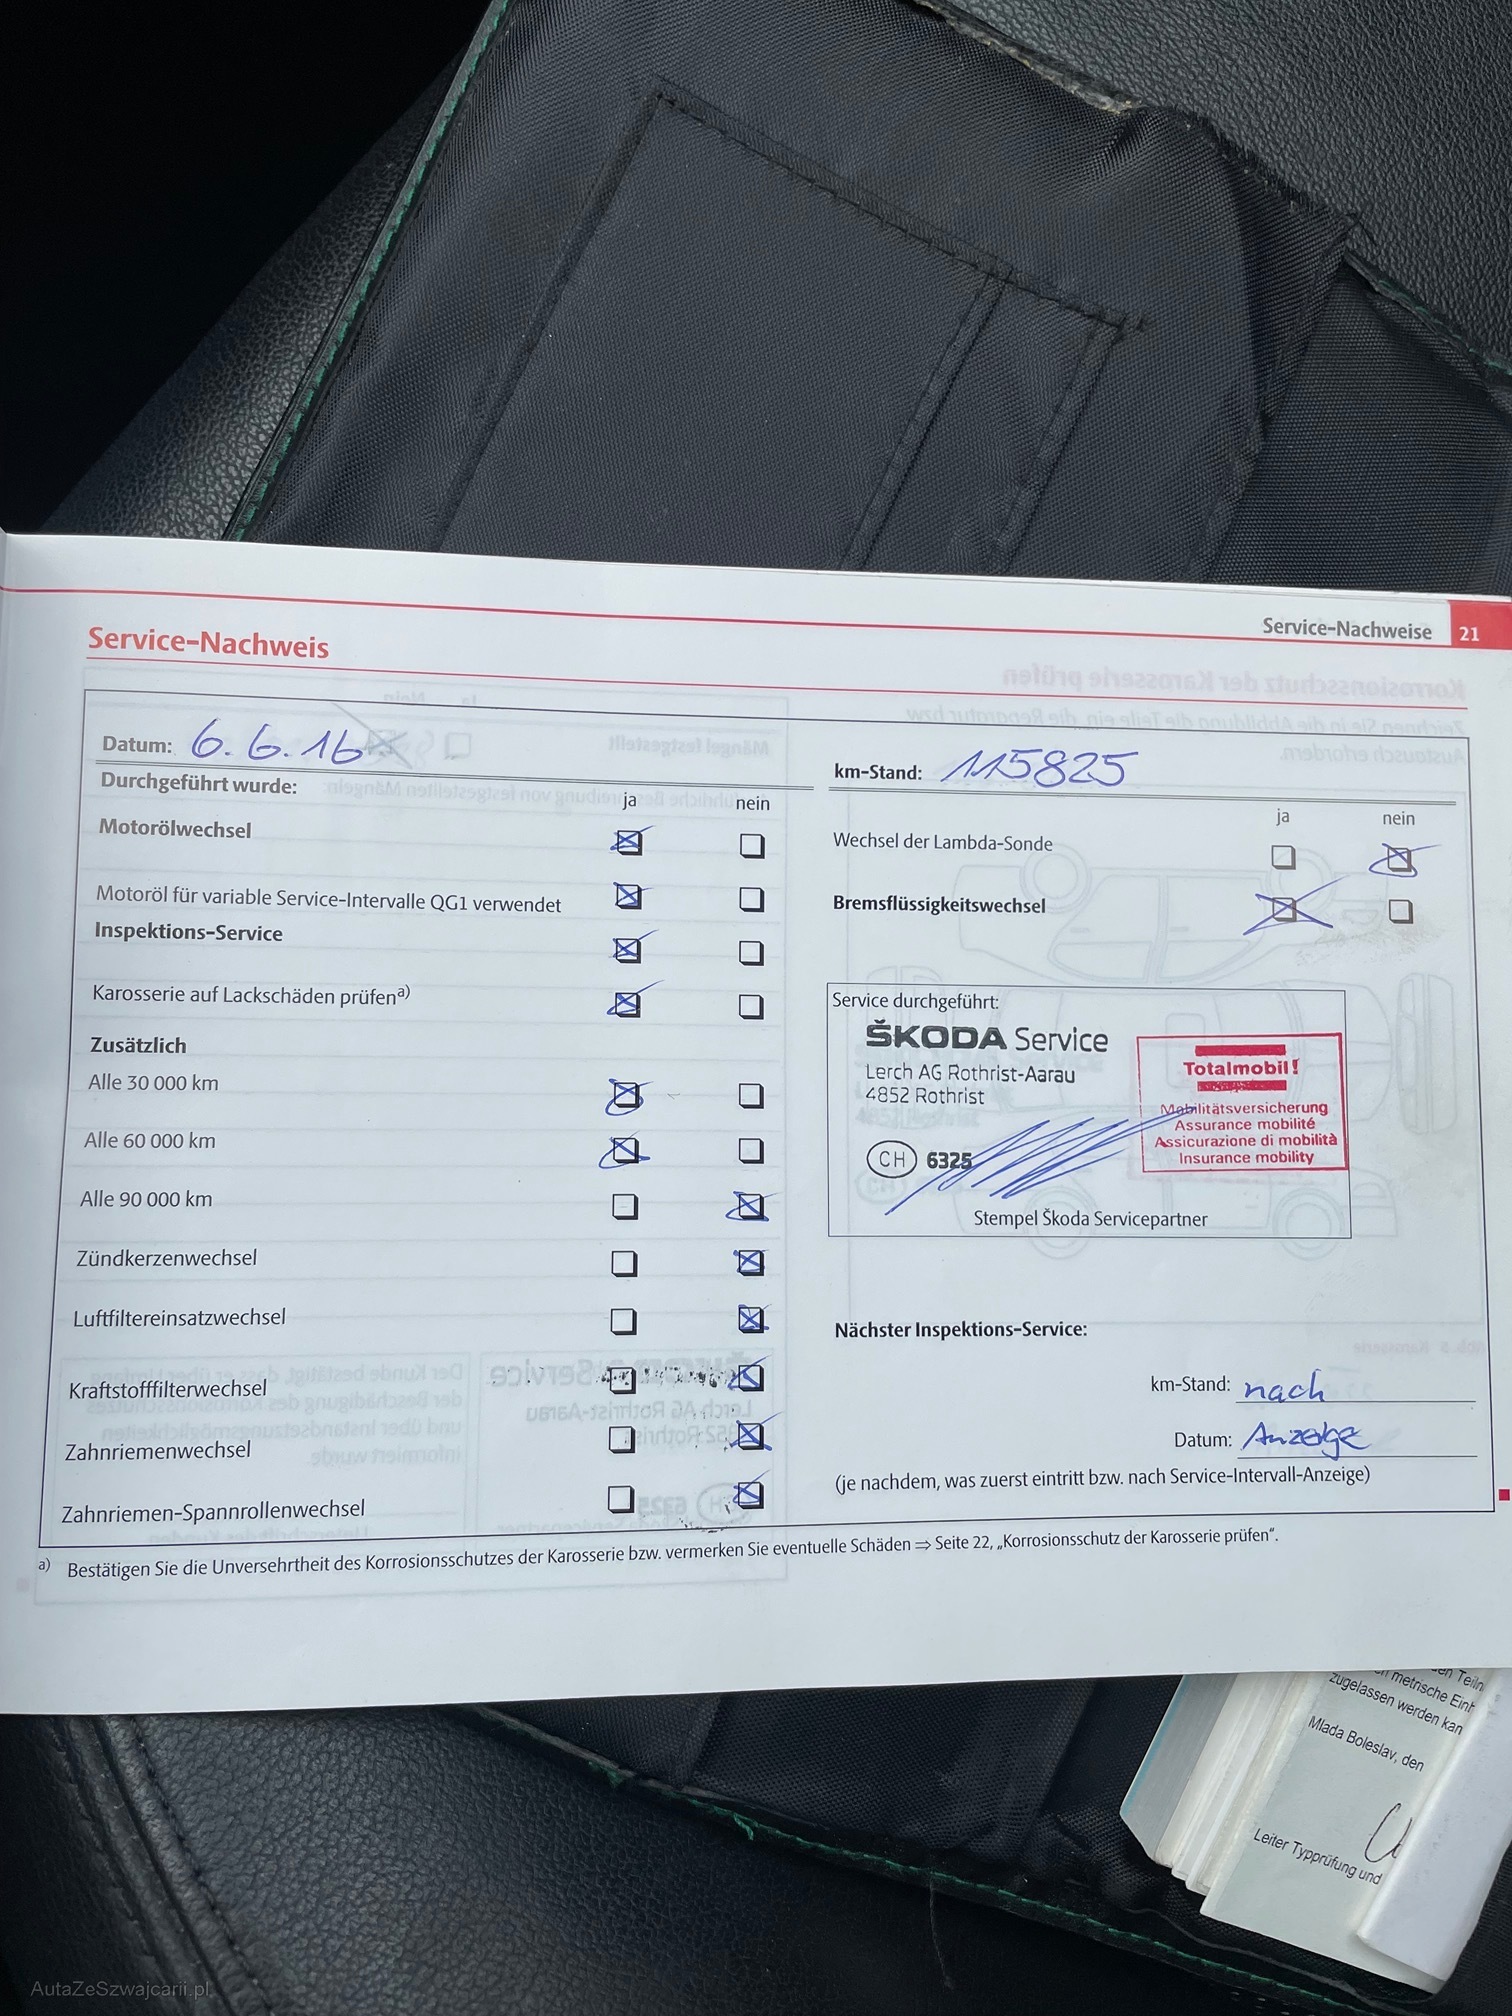 Service-Nachweise 21
Service-Nachweis
Datum: 6.6.16
Durchgeführt wurde:
ja nein
Motorölwechsel
Motoröl für variable Service-Intervalle QG1 verwendet
Inspektions-Service
Karosserie auf Lackschäden prüfen a)
Zusätzlich
Alle 30 000 km
Alle 60 000 km
Alle 90 000 km
Zündkerzenwechsel
Luftfiltereinsatzwechsel
Kraftstofffilterwechsel
Zahnriemenwechsel
Zahnriemen-Spannrollenwechsel
km-Stand: 115825
ja nein
Wechsel der Lambda-Sonde
Bremsflüssigkeitswechsel
Service durchgeführt:
ŠKODA Service
Lerch AG Rothrist-Aarau
4852 Rothrist
CH 6325
Totalmobil!
Mobilitätsversicherung
Assurance mobilité
Assicurazione di mobilità
Insurance mobility
Stempel Škoda Servicepartner
Nächster Inspektions-Service:
km-Stand: nach
Datum: Anzeige
(je nachdem, was zuerst eintritt bzw. nach Service-Intervall-Anzeige)
a) Bestätigen Sie die Unversehrtheit des Korrosionsschutzes der Karosserie bzw. vermerken Sie eventuelle Schäden ⇒ Seite 22, „Korrosionsschutz der Karosserie prüfen“.
metrische Einh
zugelassen werden kan
Mlada Boleslav, den
Leiter Typprüfung und
AutaZeSzwajcarii.pl